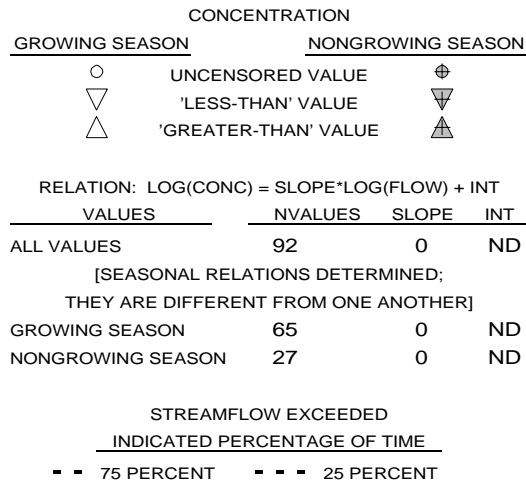 CONCENTRATION
GROWING SEASON NONGROWING SEASON
UNCENSORED VALUE
'LESS-THAN' VALUE
'GREATER-THAN' VALUE
RELATION: LOG(CONC) = SLOPE*LOG(FLOW) + INT
VALUES NVALUES SLOPE INT
ALL VALUES 92 0 ND
[SEASONAL RELATIONS DETERMINED;
THEY ARE DIFFERENT FROM ONE ANOTHER]
GROWING SEASON 65 0 ND
NONGROWING SEASON 27 0 ND
STREAMFLOW EXCEEDED
INDICATED PERCENTAGE OF TIME
75 PERCENT 25 PERCENT